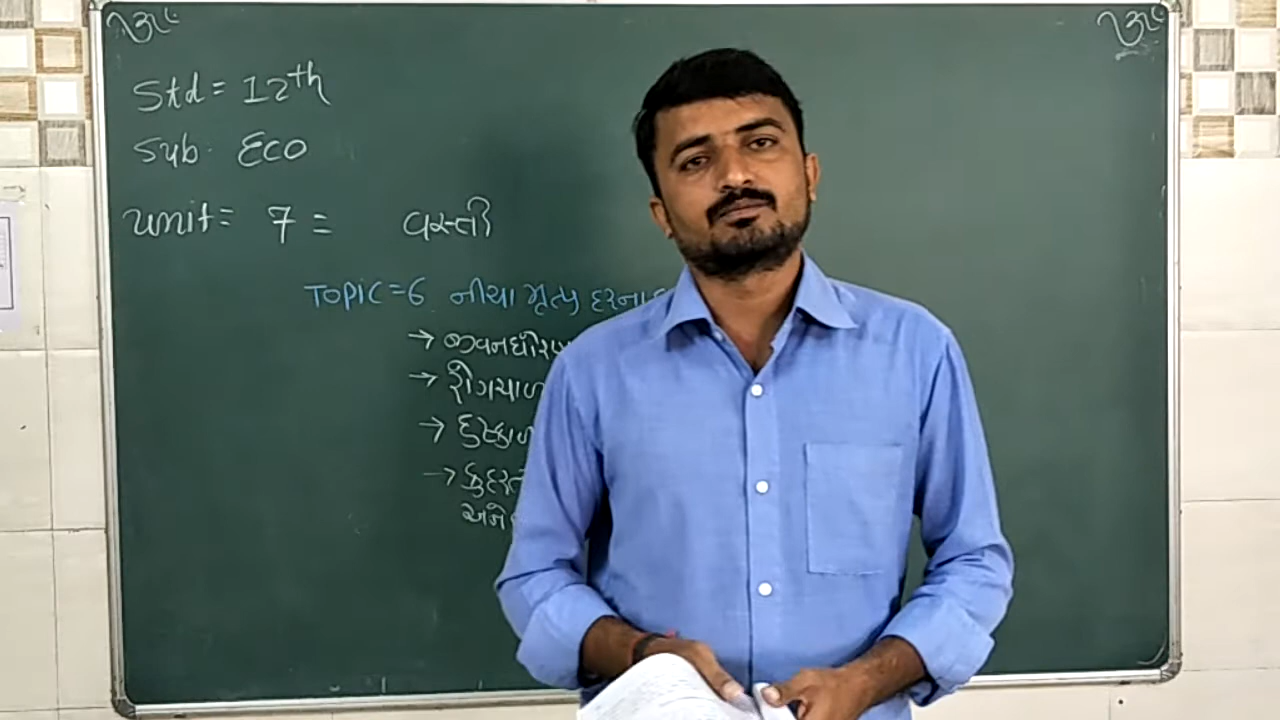 Std = 12th
Sub. Eco
unit = 7 = વસ્તી
TOPIC = 6 નીચા મૃત્યુ દરના
→ જીવનધોરણ
→ રોગચાળ
→ દુષ્કાળ
→ કુદરત
અને